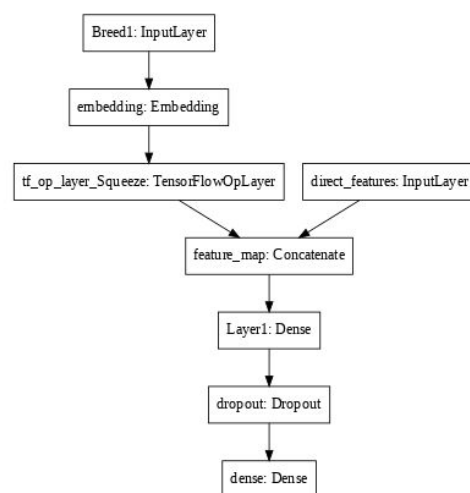 Breed1: InputLayer
embedding: Embedding
tf_op_layer_Squeeze: TensorFlowOpLayer
direct_features: InputLayer
feature_map: Concatenate
Layer1: Dense
dropout: Dropout
dense: Dense